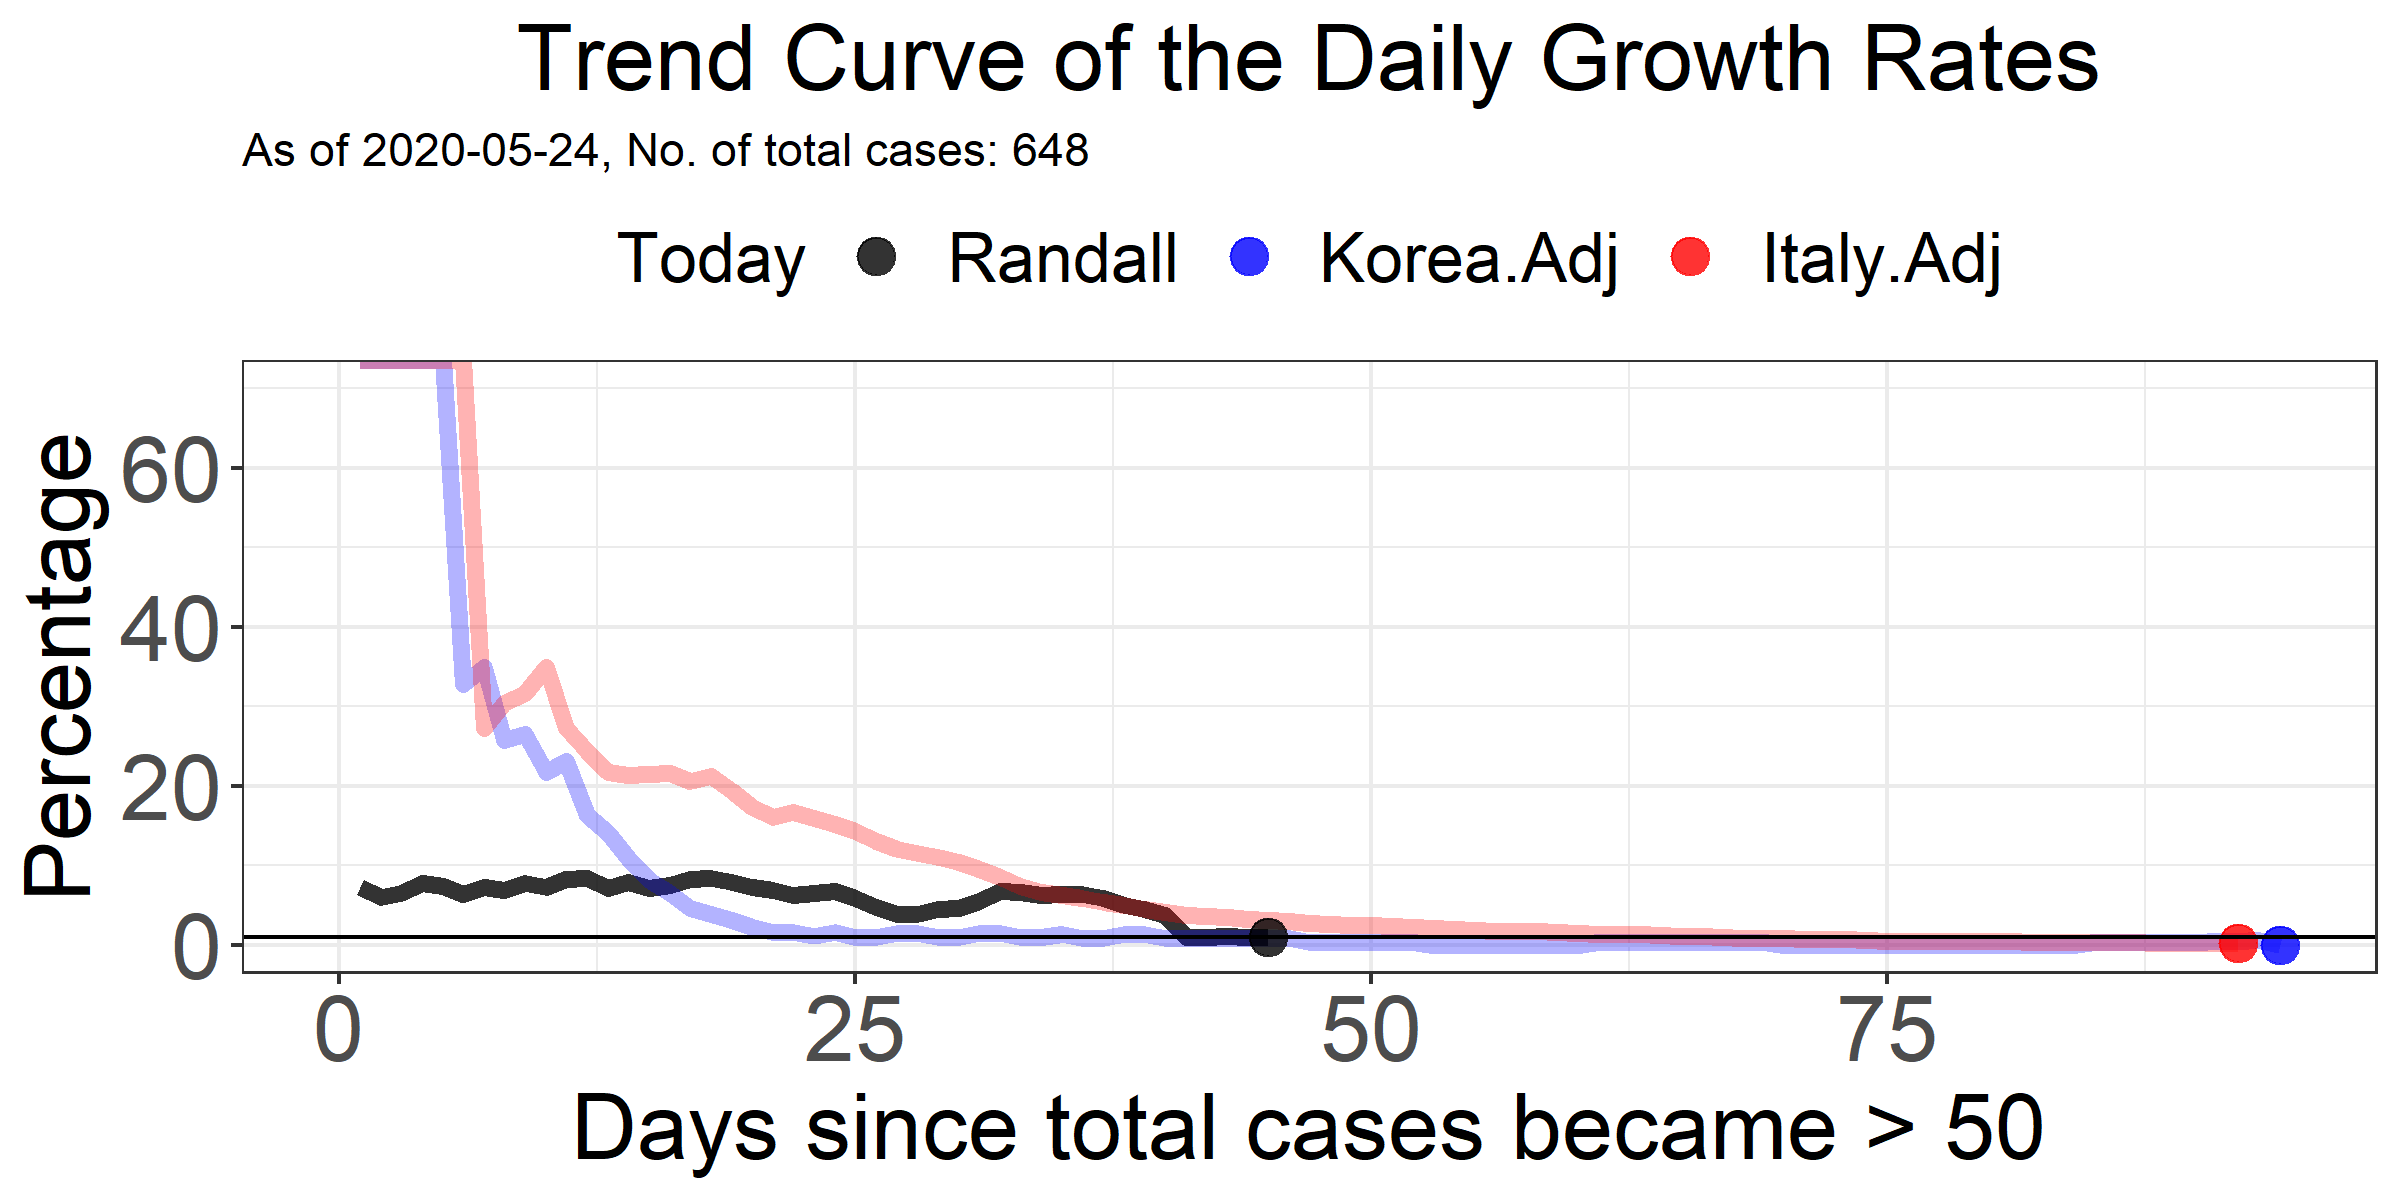 Trend Curve of the Daily Growth Rates
As of 2020-05-24, No. of total cases: 648
Today Randall Korea.Adj Italy.Adj
Percentage
60
40
20
0
0 25 50 75
Days since total cases became > 50